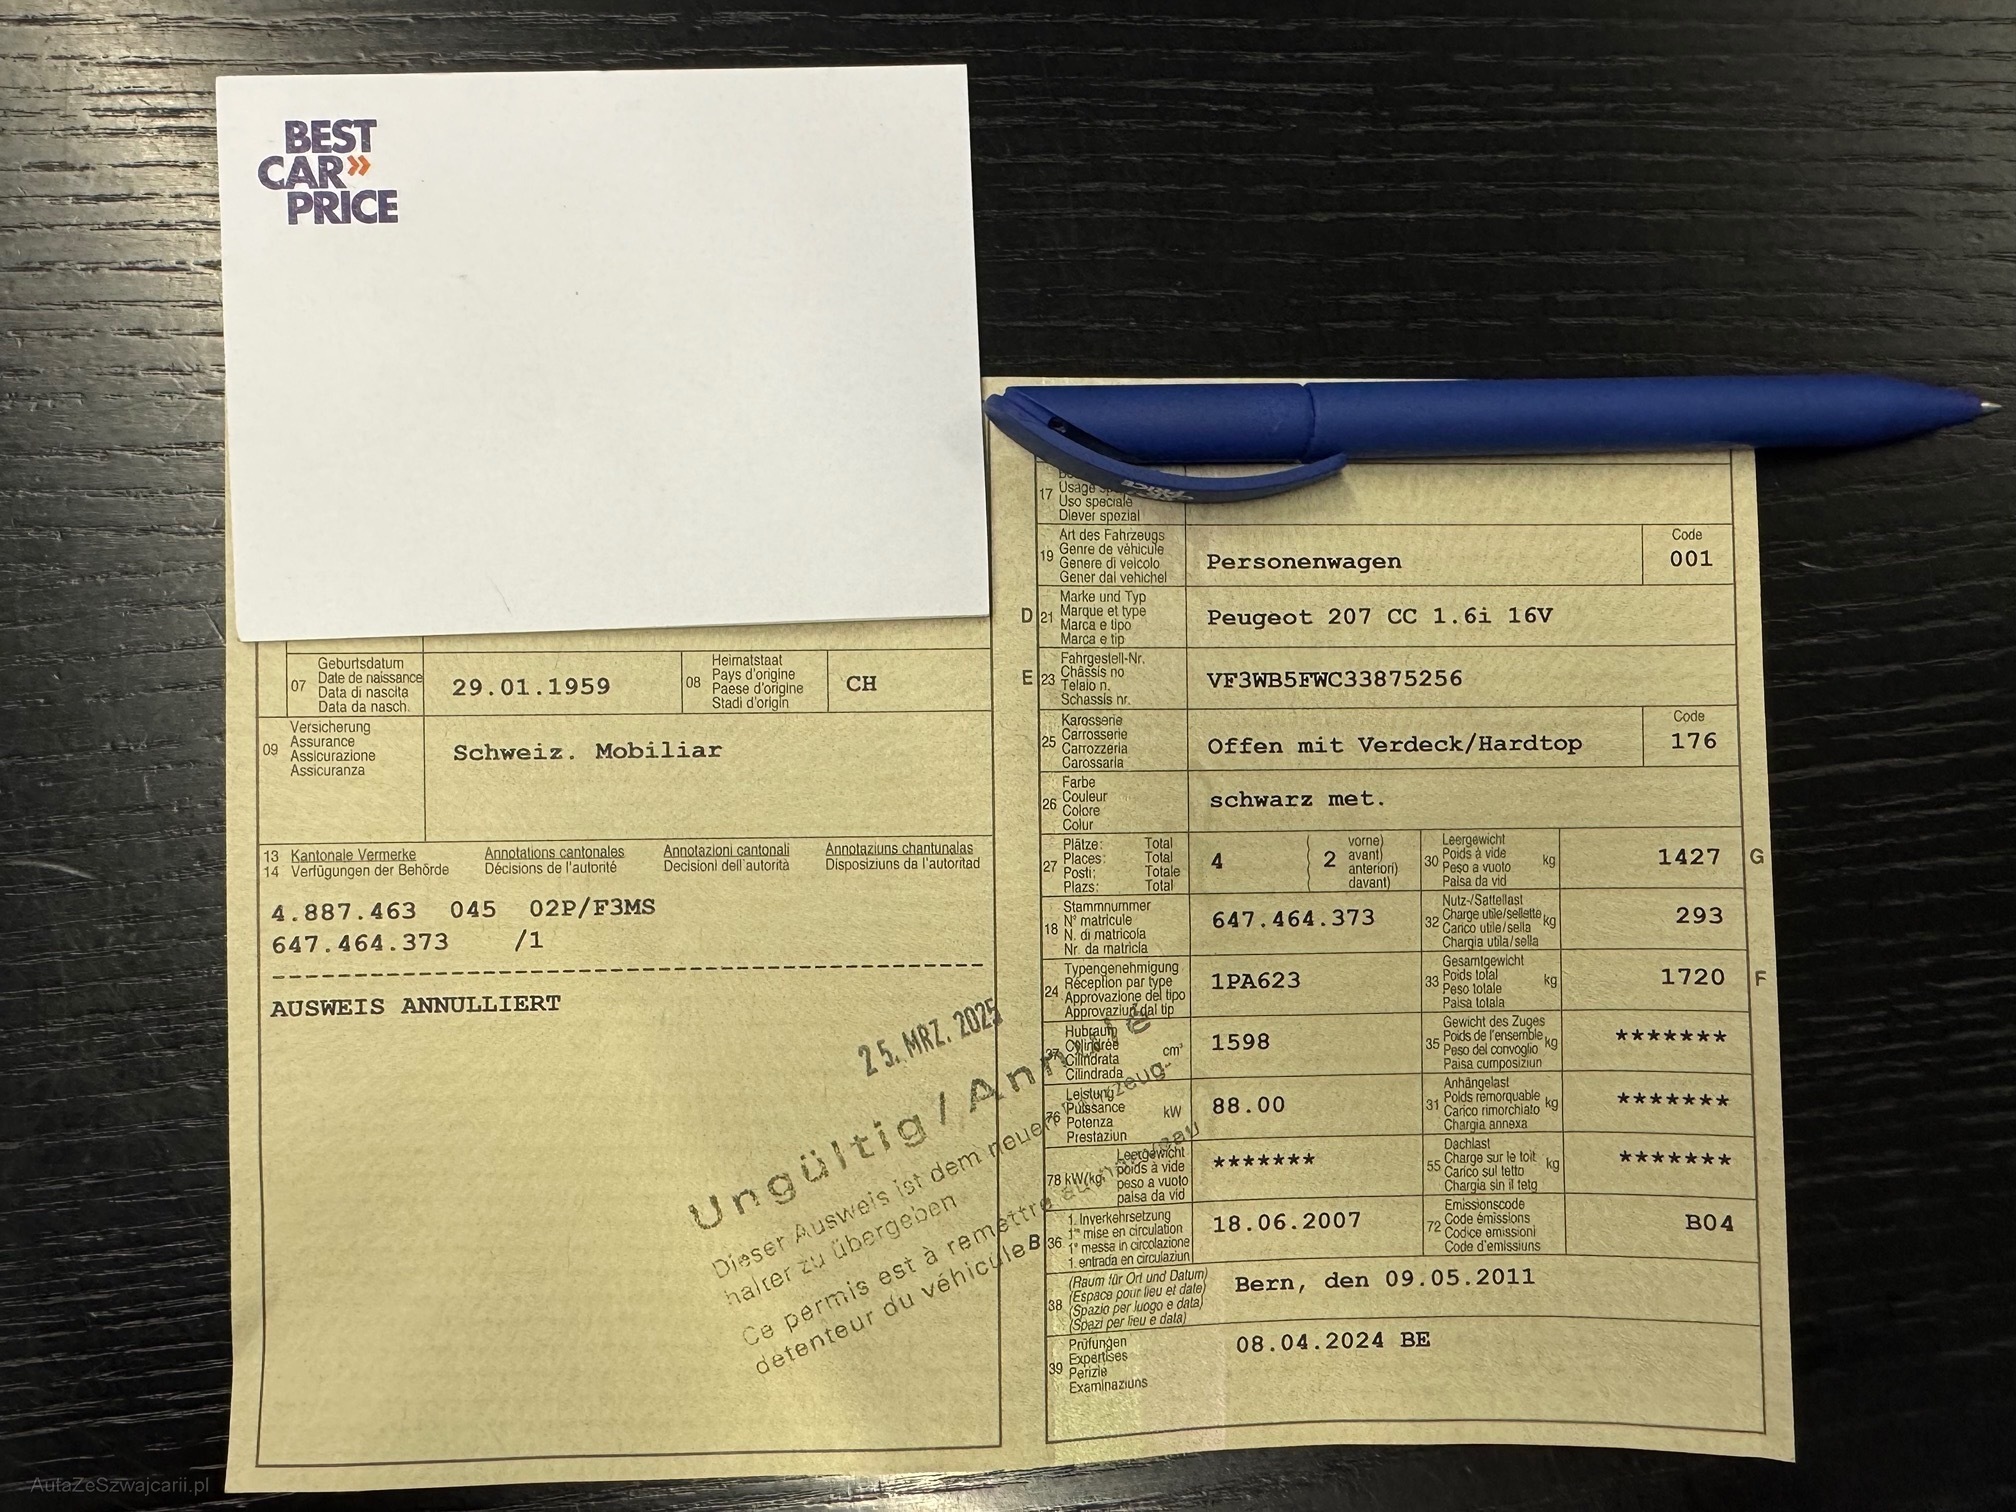 BEST
CAR»
PRICE
Geburtsdatum
07 Date de naissance
Data di nascita
Data da nasch.
29.01.1959
Heimatstaat
08 Pays d'origine
Paese d'origine
Stadi d'origin
CH
Versicherung
09 Assurance
Assicurazione
Assicuranza
Schweiz. Mobiliar
13 Kantonale Vermerke Annotations cantonales Annotazioni cantonali Annotaziuns chantunalas
14 Verfügungen der Behörde Décisions de l'autorité Decisioni dell'autorità Disposiziuns da l'autoritad
4.887.463 045 02P/F3MS
647.464.373 /1
AUSWEIS ANNULLIERT
25. MRZ. 2025
Ungültig /
Dieser Ausweis ist dem neuen
halter zu übergeben
Ce permis est à remettre au
detenteur du véhicule
17 Usage
Uso speciale
Diever spezial
Art des Fahrzeugs
19 Genre de véhicule
Genere di veicolo
Gener dal vehichel
Personenwagen
Code
001
Marke und Typ
D 21 Marque et type
Marca e tipo
Marca e tip
Peugeot 207 CC 1.6i 16V
Fahrgestell-Nr.
E 23 Châssis no
Telaio n.
Schassis nr.
VF3WB5FWC33875256
Karosserie
25 Carrosserie
Carrozzeria
Carossaria
Offen mit Verdeck/Hardtop
Code
176
Farbe
26 Couleur
Colore
Colur
schwarz met.
Plätze: Total
27 Places: Total
Posti: Totale
Plazs: Total
4 ( 2
vorne)
avant)
anteriori)
davant)
Leergewicht
30 Poids à vide kg
Peso a vuoto
Paisa da vid
1427 G
Stammnummer
18 N° matricule
N. di matricola
Nr. da matricla
647.464.373
Nutz-/Sattellast
32 Charge utile/sellette kg
Carico utile/sella
Chargia utila/sella
293
Typengenehmigung
24 Réception par type
Approvazione del tipo
Approvaziun dal tip
1PA623
Gesamtgewicht
33 Poids total kg
Peso totale
Paisa totala
1720 F
Hubraum
37 Cylindrée cm³
Cilindrata
Cilindrada
1598
Gewicht des Zuges
35 Poids de l'ensemble kg
Peso del convoglio
Paisa cumposiziun
*******
Leistung
76 Puissance kW
Potenza
Prestaziun
88.00
Anhängelast
31 Poids remorquable kg
Carico rimorchiato
Chargia annexa
*******
Leergewicht
78 kW/kg poids à vide
peso a vuoto
paisa da vid
*******
Dachlast
55 Charge sur le toit kg
Carico sul tetto
Chargia sin il tetg
*******
1. Inverkehrsetzung
B 36 1re mise en circulation
1a messa in circolazione
1. entrada en circulaziun
18.06.2007
Emissionscode
72 Code émissions
Codice emissioni
Code d'emissiuns
B04
(Raum für Ort und Datum)
38 (Espace pour lieu et date)
(Spazio per luogo e data)
(Spazi per lieu e data)
Bern, den 09.05.2011
Prüfungen
39 Expertises
Perizie
Examinaziuns
08.04.2024 BE
AutaZeSzwajcarii.pl